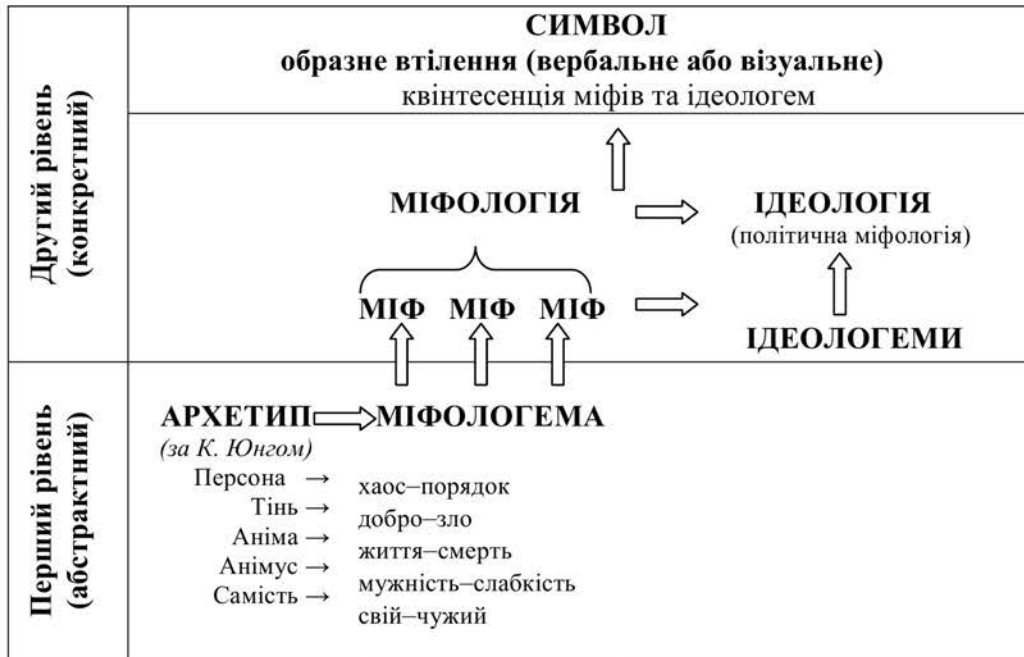 СИМВОЛ
образне втілення (вербальне або візуальне)
квінтесенція міфів та ідеологем
Другий рівень
(конкретний)
МІФОЛОГІЯ
ІДЕОЛОГІЯ
(політична міфологія)
МІФ МІФ МІФ
ІДЕОЛОГЕМИ
Перший рівень
(абстрактний)
АРХЕТИП МІФОЛОГЕМА
(за К. Юнгом)
Персона →
хаос–порядок
Тінь →
добро–зло
Аніма →
життя–смерть
Анімус →
мужність–слабкість
Самість →
свій–чужий